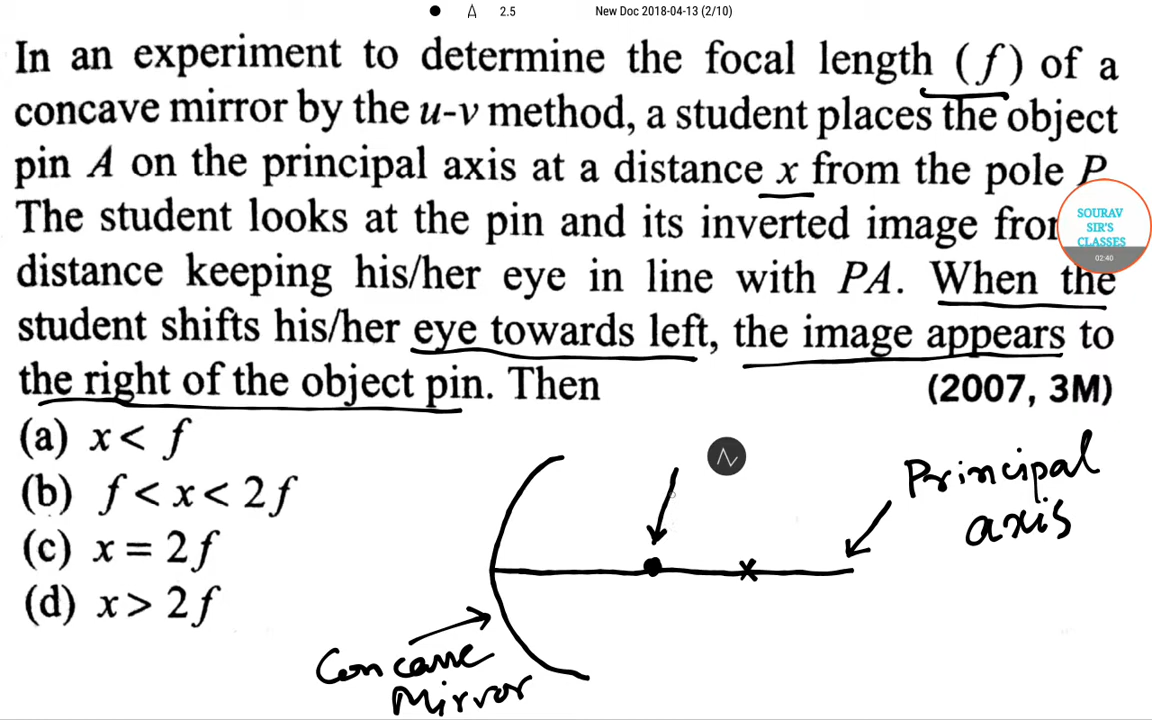 A 2.5 New Doc 2018-04-13 (2/10)
In an experiment to determine the focal length (f) of a
concave mirror by the u-v method, a student places the object
pin A on the principal axis at a distance x from the pole P
The student looks at the pin and its inverted image from
distance keeping his/her eye in line with PA. When the
student shifts his/her eye towards left, the image appears to
the right of the object pin. Then (2007, 3M)
SOURAV
SIR'S
CLASSES
02:40
(a) x < f
(b) f < x < 2f
(c) x = 2f
(d) x > 2f
Principal
axis
Concave
Mirror